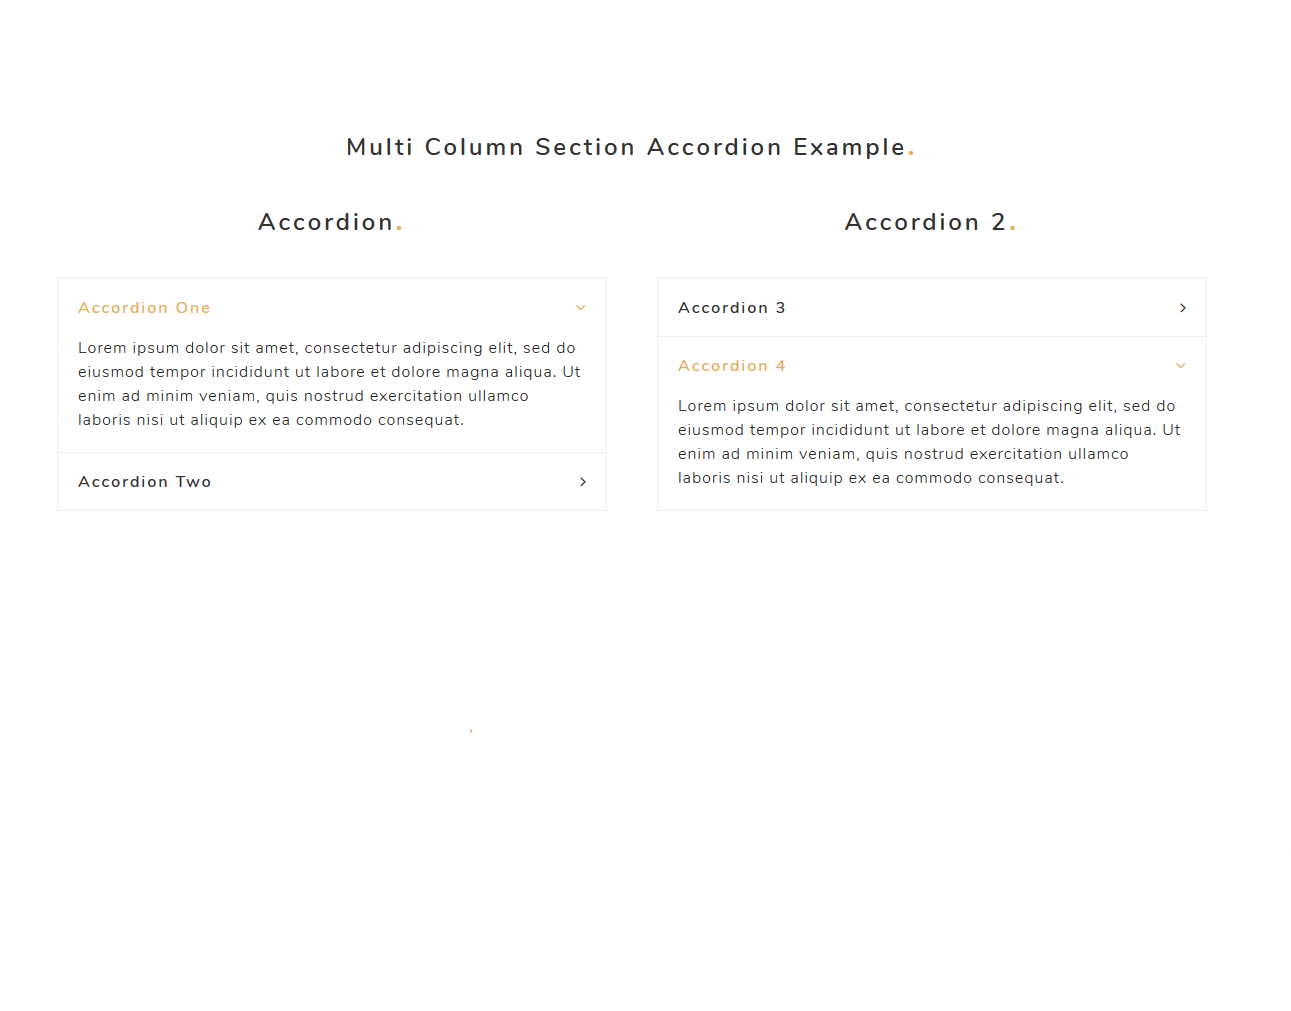 Multi Column Section Accordion Example.
Accordion.
Accordion One
Lorem ipsum dolor sit amet, consectetur adipiscing elit, sed do
eiusmod tempor incididunt ut labore et dolore magna aliqua. Ut
enim ad minim veniam, quis nostrud exercitation ullamco
laboris nisi ut aliquip ex ea commodo consequat.
Accordion Two
Accordion 2.
Accordion 3
Accordion 4
Lorem ipsum dolor sit amet, consectetur adipiscing elit, sed do
eiusmod tempor incididunt ut labore et dolore magna aliqua. Ut
enim ad minim veniam, quis nostrud exercitation ullamco
laboris nisi ut aliquip ex ea commodo consequat.